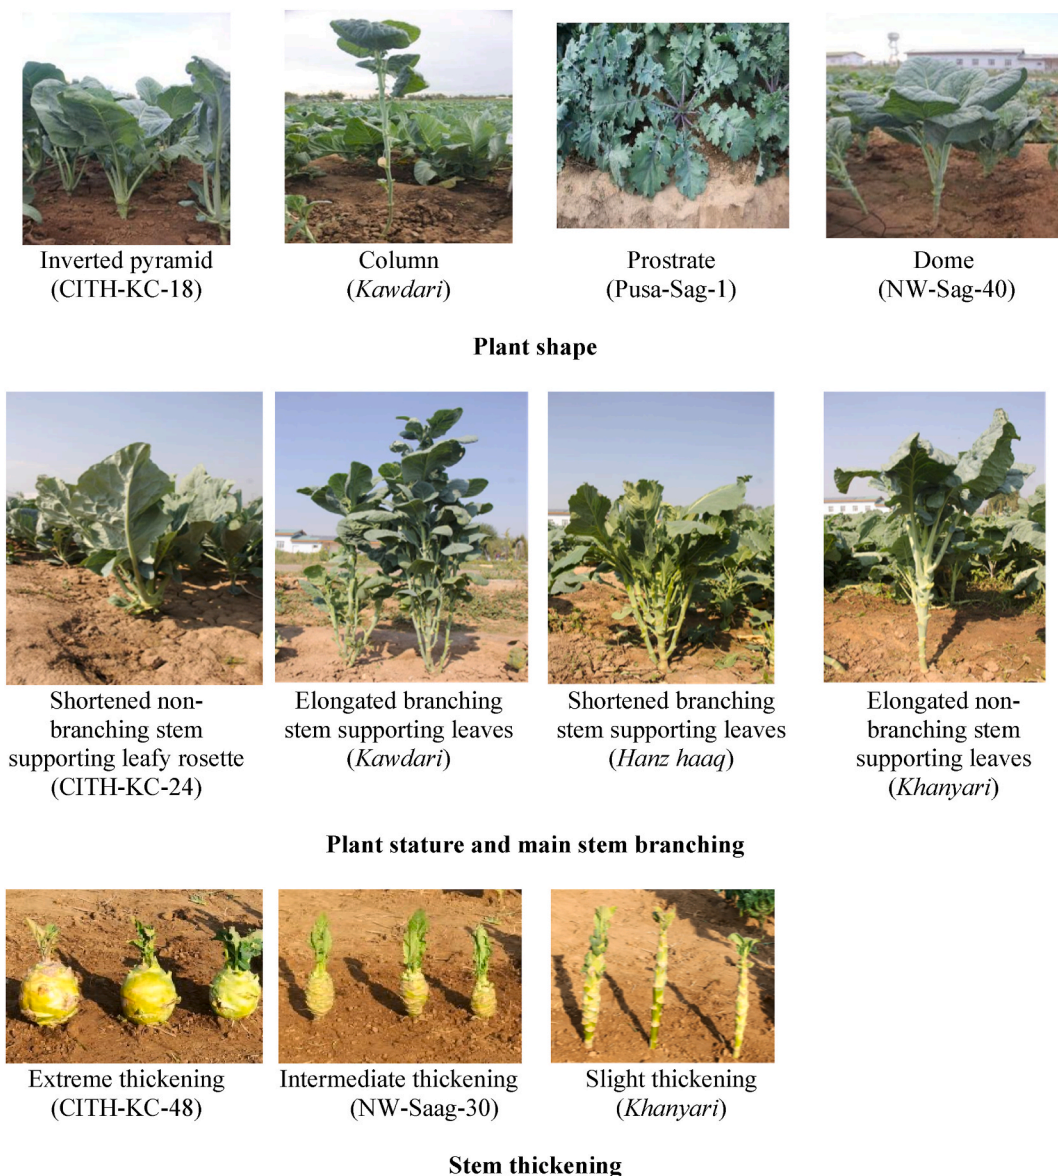 Inverted pyramid
(CITH-KC-18)
Column
(Kawdari)
Prostrate
(Pusa-Sag-1)
Dome
(NW-Sag-40)
Plant shape
Shortened non-
branching stem
supporting leafy rosette
(CITH-KC-24)
Elongated branching
stem supporting leaves
(Kawdari)
Shortened branching
stem supporting leaves
(Hanz haaq)
Elongated non-
branching stem
supporting leaves
(Khanyari)
Plant stature and main stem branching
Extreme thickening
(CITH-KC-48)
Intermediate thickening
(NW-Saag-30)
Slight thickening
(Khanyari)
Stem thickening